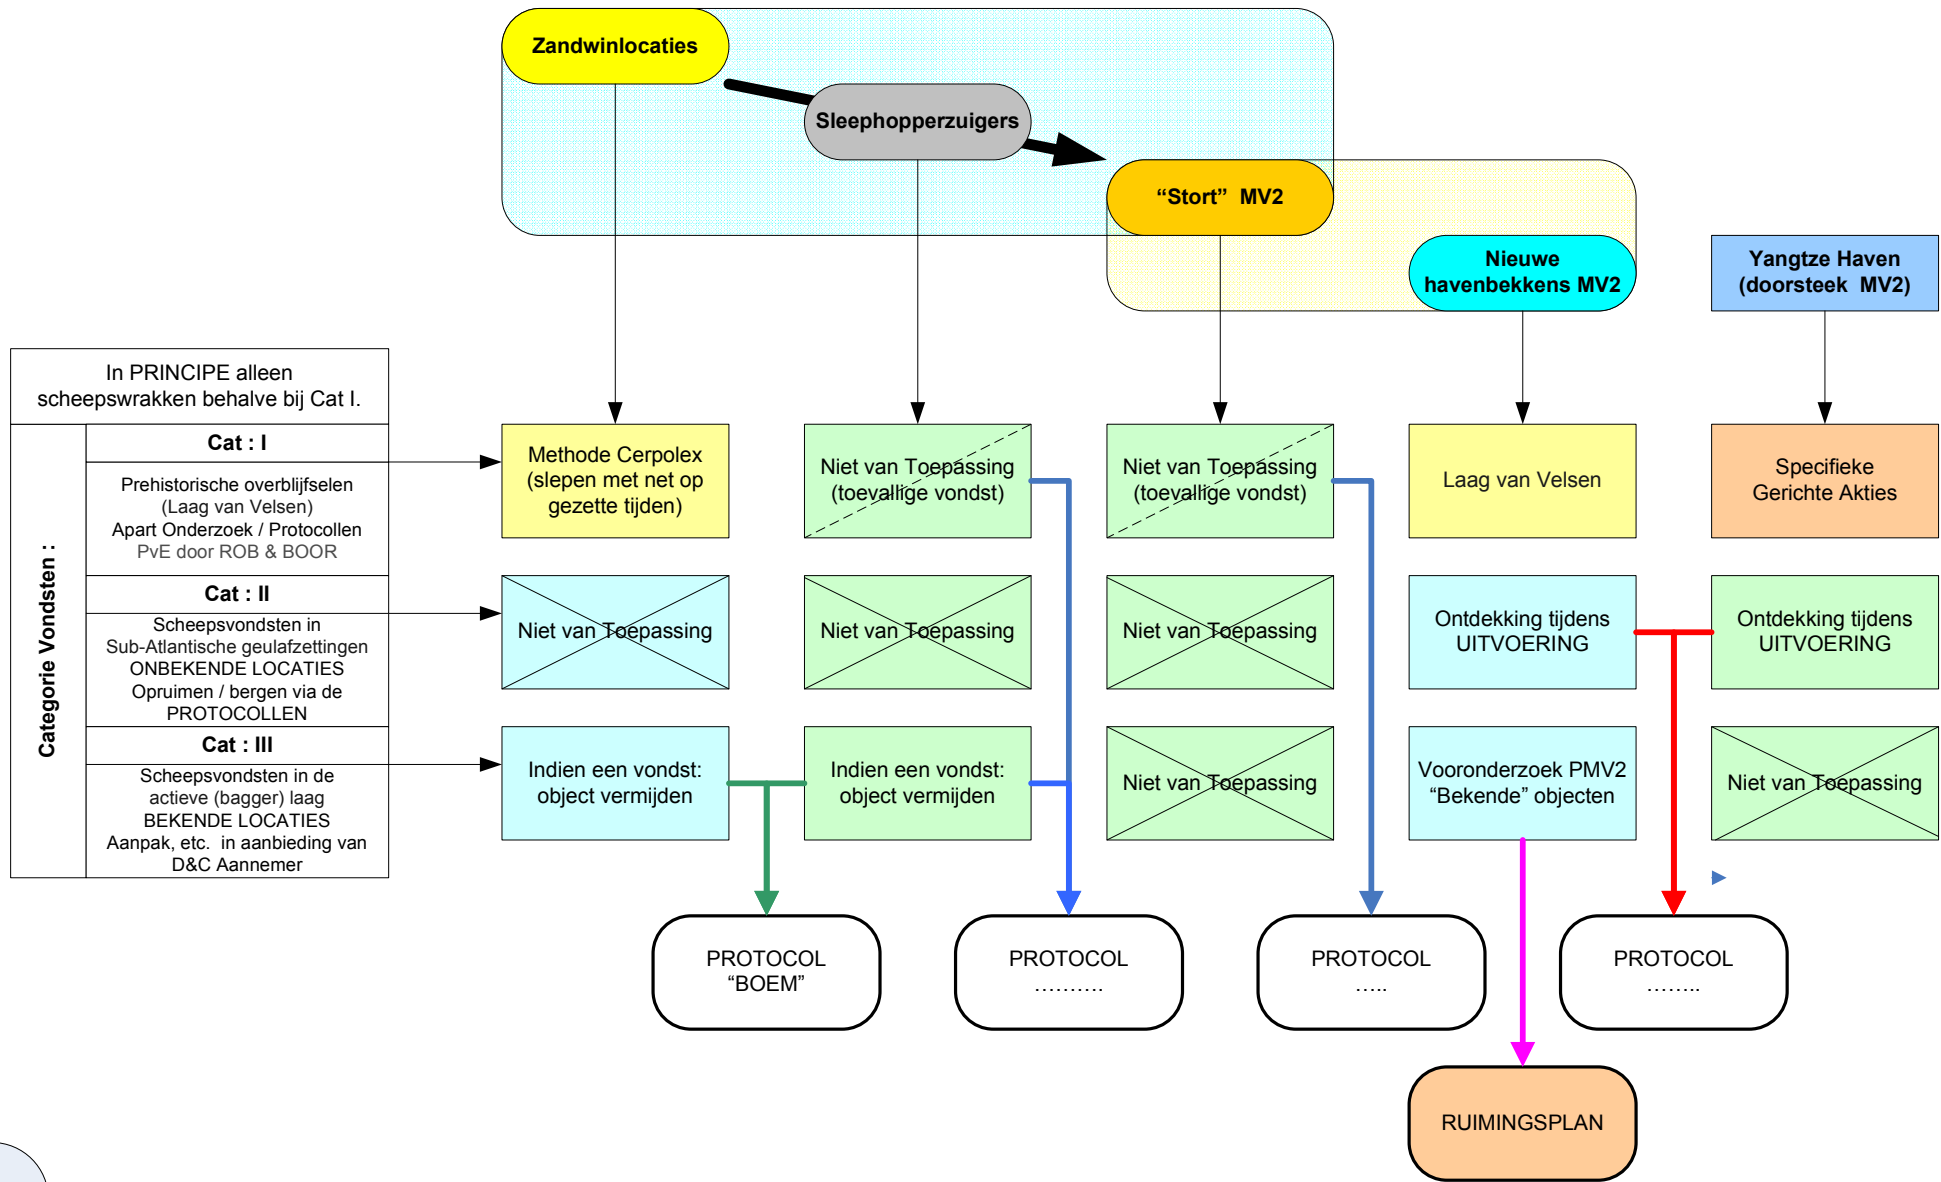 Zandwinlocaties
Sleephopperzuigers
“Stort” MV2
Nieuwe
havenbekkens MV2
Yangtze Haven
(doorsteek MV2)
In PRINCIPE alleen
scheepswrakken behalve bij Cat I.
Categorie Vondsten :
Cat : I
Prehistorische overblijfselen
(Laag van Velsen)
Apart Onderzoek / Protocollen
PvE door ROB & BOOR
Cat : II
Scheepsvondsten in
Sub-Atlantische geulafzettingen
ONBEKENDE LOCATIES
Opruimen / bergen via de
PROTOCOLLEN
Cat : III
Scheepsvondsten in de
actieve (bagger) laag
BEKENDE LOCATIES
Aanpak, etc. in aanbieding van
D&C Aannemer
Methode Cerpolex
(slepen met net op
gezette tijden)
Niet van Toepassing
(toevallige vondst)
Niet van Toepassing
(toevallige vondst)
Laag van Velsen
Specifieke
Gerichte Akties
Niet van Toepassing
Niet van Toepassing
Niet van Toepassing
Ontdekking tijdens
UITVOERING
Ontdekking tijdens
UITVOERING
Indien een vondst:
object vermijden
Indien een vondst:
object vermijden
Niet van Toepassing
Vooronderzoek PMV2
“Bekende” objecten
Niet van Toepassing
PROTOCOL
“BOEM”
PROTOCOL
……….
PROTOCOL
…..
PROTOCOL
……..
RUIMINGSPLAN